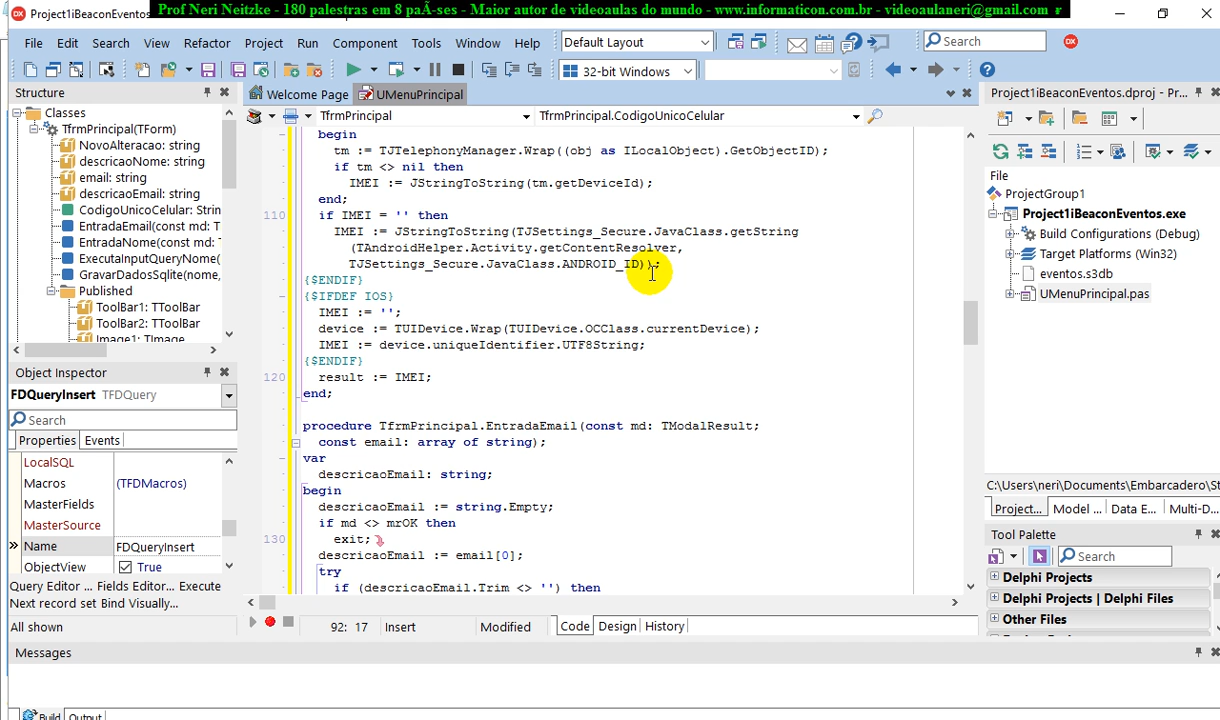 Project1iBeaconEventos
Prof Neri Neitzke - 180 palestras em 8 paÃ­ses - Maior autor de videoaulas do mundo - www.informaticon.com.br - videoaulaneri@gmail.com
File Edit Search View Refactor Project Run Component Tools Window Help
Default Layout
Search
32-bit Windows
Structure
Classes
TfrmPrincipal(TForm)
NovoAlteracao: string
descricaoNome: string
email: string
descricaoEmail: string
CodigoUnicoCelular: Strin
EntradaEmail(const md: T
EntradaNome(const md:
ExecutaInputQueryNome(
GravarDadosSqlite(nome,
Published
ToolBar1: TToolBar
ToolBar2: TToolBar
Image1: TImage
Object Inspector
FDQueryInsert TFDQuery
Search
Properties Events
LocalSQL
Macros (TFDMacros)
MasterFields
MasterSource
Name FDQueryInsert
ObjectView True
Query Editor ... Fields Editor... Execute
Next record set Bind Visually...
All shown
Welcome Page UMenuPrincipal
TfrmPrincipal TfrmPrincipal.CodigoUnicoCelular
begin
tm := TJTelephonyManager.Wrap((obj as ILocalObject).GetObjectID);
if tm <> nil then
IMEI := JStringToString(tm.getDeviceId);
end;
110 if IMEI = '' then
IMEI := JStringToString(TJSettings_Secure.JavaClass.getString
(TAndroidHelper.Activity.getContentResolver,
TJSettings_Secure.JavaClass.ANDROID_ID));
{$ENDIF}
{$IFDEF IOS}
IMEI := '';
device := TUIDevice.Wrap(TUIDevice.OCClass.currentDevice);
IMEI := device.uniqueIdentifier.UTF8String;
{$ENDIF}
120 result := IMEI;
end;
procedure TfrmPrincipal.EntradaEmail(const md: TModalResult;
const email: array of string);
var
descricaoEmail: string;
begin
descricaoEmail := string.Empty;
if md <> mrOK then
130 exit;
descricaoEmail := email[0];
try
if (descricaoEmail.Trim <> '') then
92: 17 Insert Modified Code Design History
Project1iBeaconEventos.dproj - Pr...
File
ProjectGroup1
Project1iBeaconEventos.exe
Build Configurations (Debug)
Target Platforms (Win32)
eventos.s3db
UMenuPrincipal.pas
C:\Users\neri\Documents\Embarcadero\St
Project... Model ... Data E... Multi-D...
Tool Palette
Search
Delphi Projects
Delphi Projects | Delphi Files
Other Files
Messages
Build Output